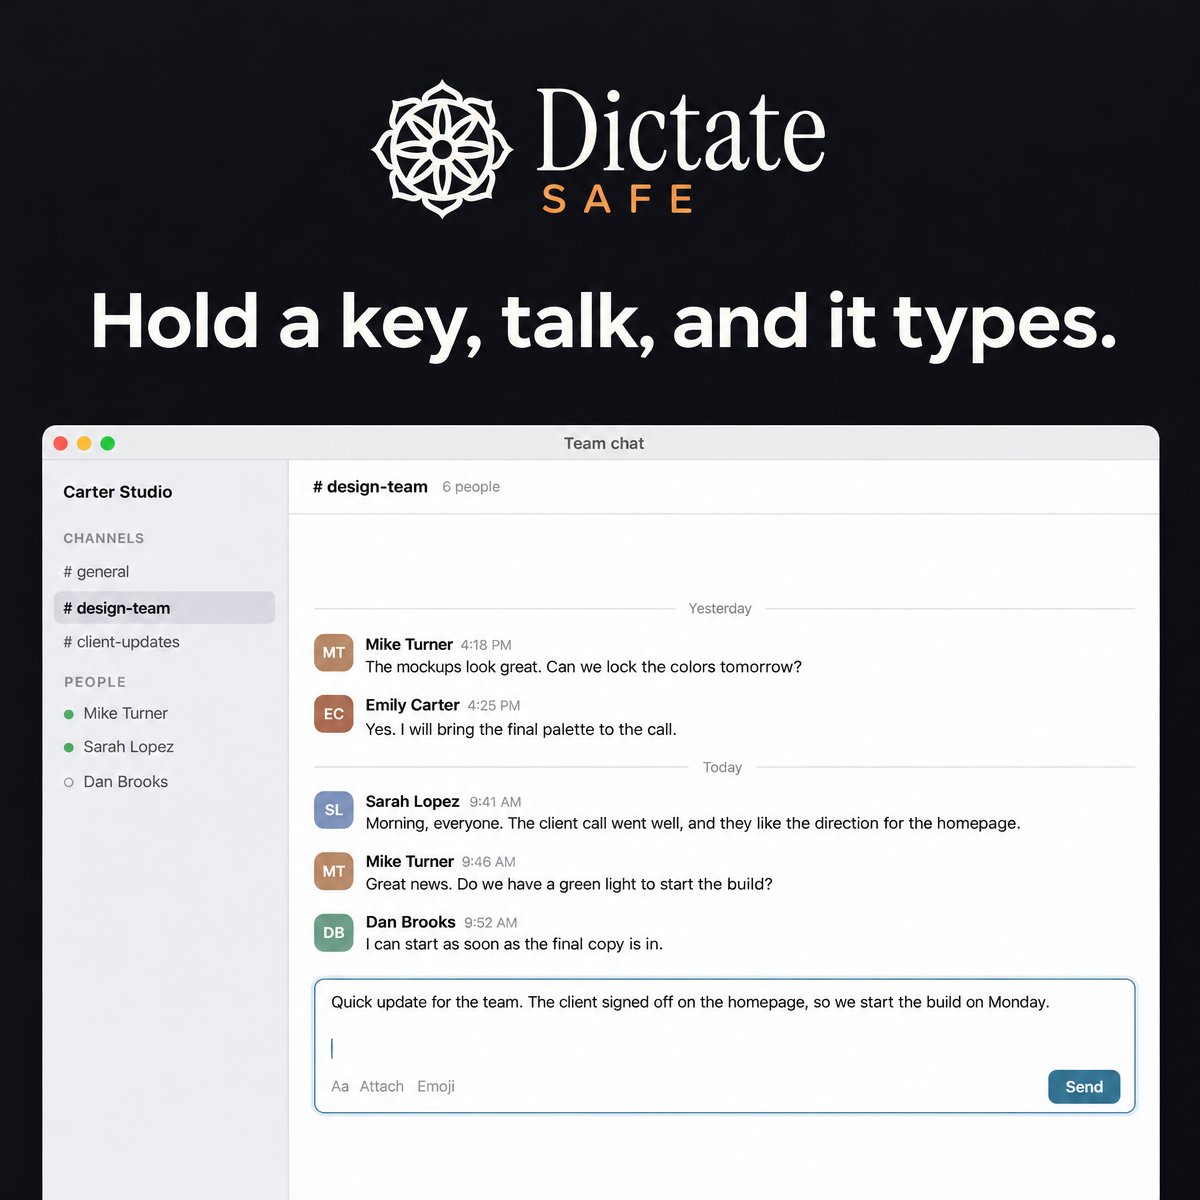 Dictate
SAFE
Hold a key, talk, and it types.
Team chat
Carter Studio
CHANNELS
# general
# design-team
# client-updates
PEOPLE
Mike Turner
Sarah Lopez
Dan Brooks
# design-team 6 people
Yesterday
MT
Mike Turner 4:18 PM
The mockups look great. Can we lock the colors tomorrow?
EC
Emily Carter 4:25 PM
Yes. I will bring the final palette to the call.
Today
SL
Sarah Lopez 9:41 AM
Morning, everyone. The client call went well, and they like the direction for the homepage.
MT
Mike Turner 9:46 AM
Great news. Do we have a green light to start the build?
DB
Dan Brooks 9:52 AM
I can start as soon as the final copy is in.
Quick update for the team. The client signed off on the homepage, so we start the build on Monday.
Aa Attach Emoji
Send